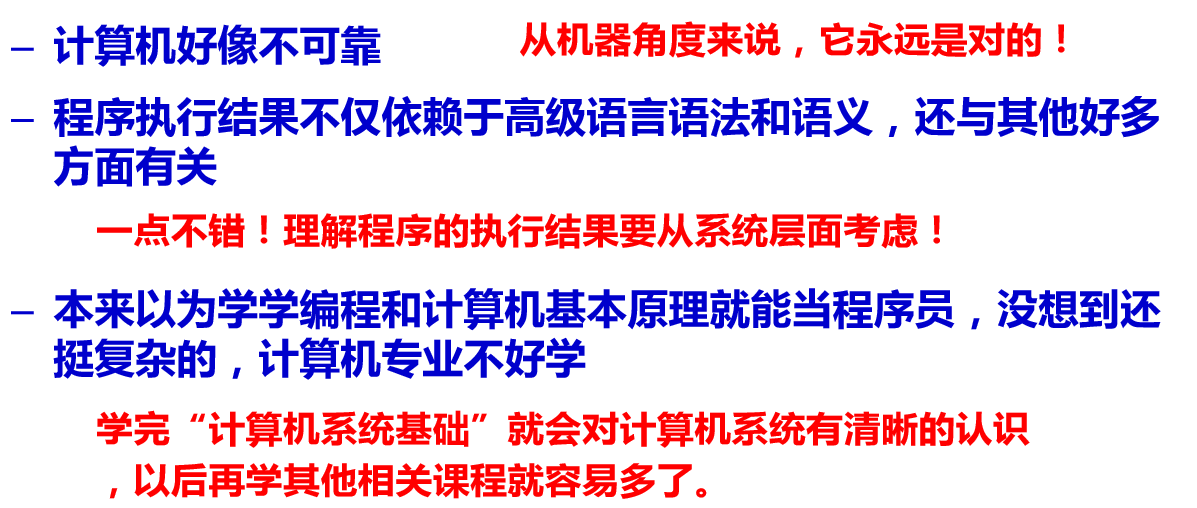 – 计算机好像不可靠
从机器角度来说，它永远是对的！
– 程序执行结果不仅依赖于高级语言语法和语义，还与其他好多
方面有关
一点不错！理解程序的执行结果要从系统层面考虑！
– 本来以为学学编程和计算机基本原理就能当程序员，没想到还
挺复杂的，计算机专业不好学
学完“计算机系统基础”就会对计算机系统有清晰的认识
，以后再学其他相关课程就容易多了。